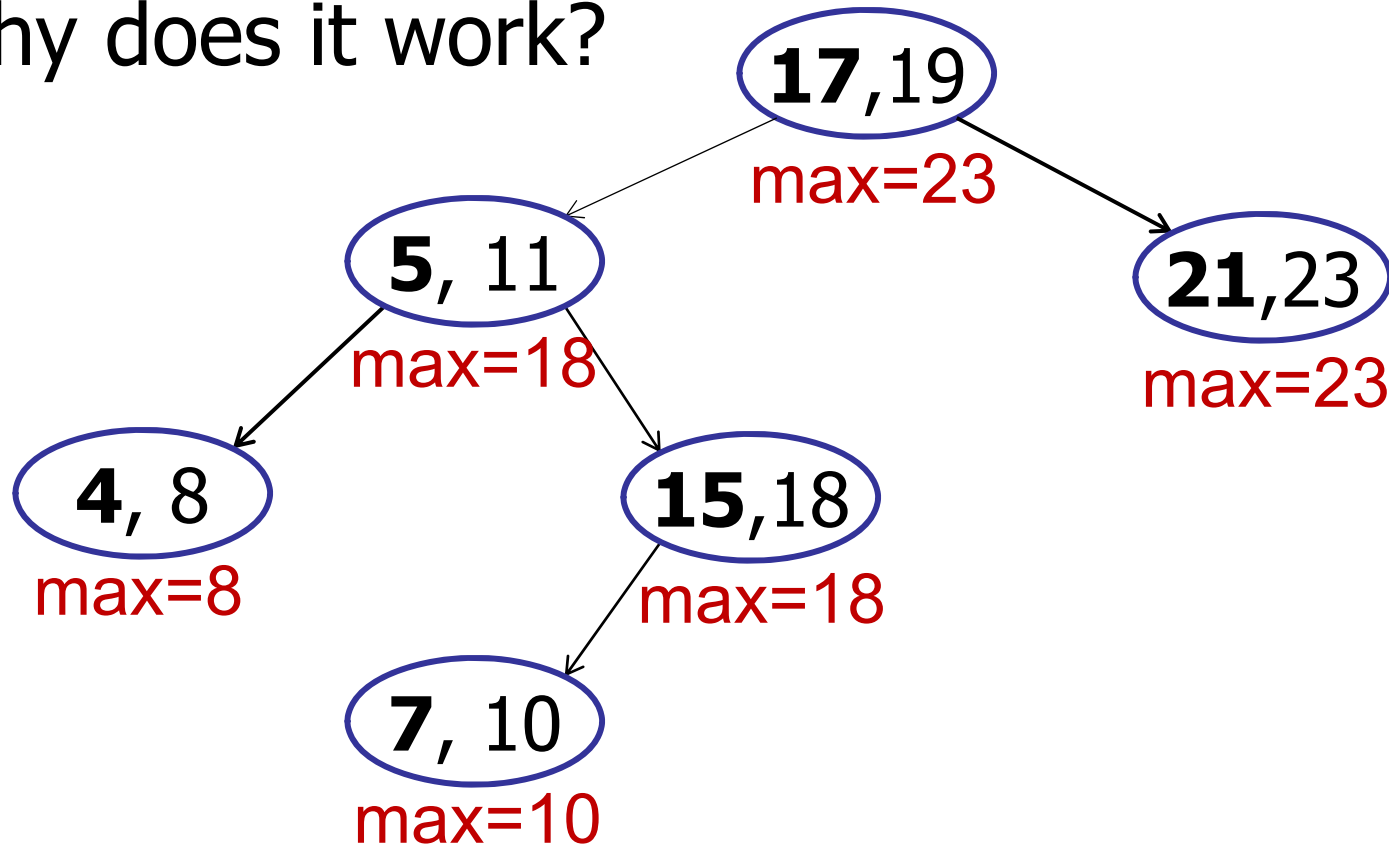 hy does it work?
17,19
max=23
5, 11
max=18
21,23
max=23
4, 8
max=8
15,18
max=18
7, 10
max=10